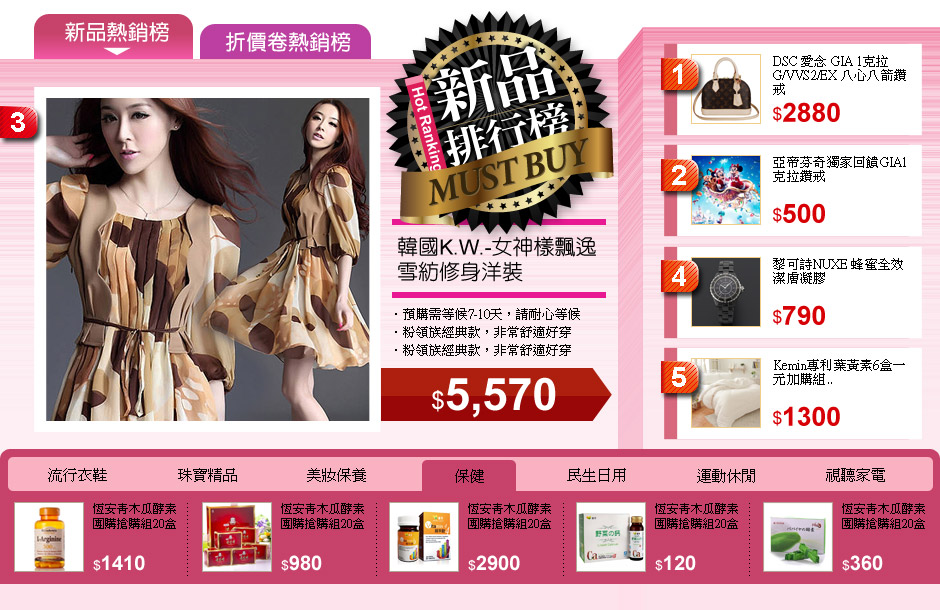 新品熱銷榜
折價卷熱銷榜
新品
排行榜
Hot Ranking
MUST BUY
3
韓國K.W.-女神樣飄逸
雪紡修身洋裝
·預購需等候7-10天,請耐心等候
·粉領族經典款,非常舒適好穿
·粉領族經典款,非常舒適好穿
$5,570
1
DSC 愛念 GIA 1克拉
G/VVS2/EX 八心八箭鑽
戒
$2880
2
亞帝芬奇獨家回饋GIA1
克拉鑽戒
$500
4
黎可詩NUXE 蜂蜜全效
潔膚凝膠
$790
5
Kemin專利葉黃素6盒一
元加購組..
$1300
流行衣鞋
珠寶精品
美妝保養
保健
民生日用
運動休閒
視聽家電
L-Arginine
恆安青木瓜酵素
團購搶購組20盒
$1410
恆安青木瓜酵素
團購搶購組20盒
$980
恆安青木瓜酵素
團購搶購組20盒
$2900
野菜の鈣
Ca
恆安青木瓜酵素
團購搶購組20盒
$120
恆安青木瓜酵素
團購搶購組20盒
$360